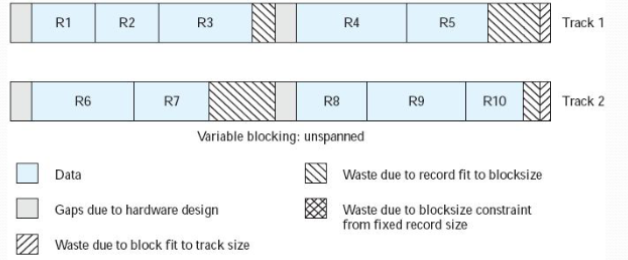 R1 R2 R3 R4 R5 Track 1
R6 R7 R8 R9 R10 Track 2
Variable blocking: unspanned
Data
Waste due to record fit to blocksize
Gaps due to hardware design
Waste due to blocksize constraint
from fixed record size
Waste due to block fit to track size